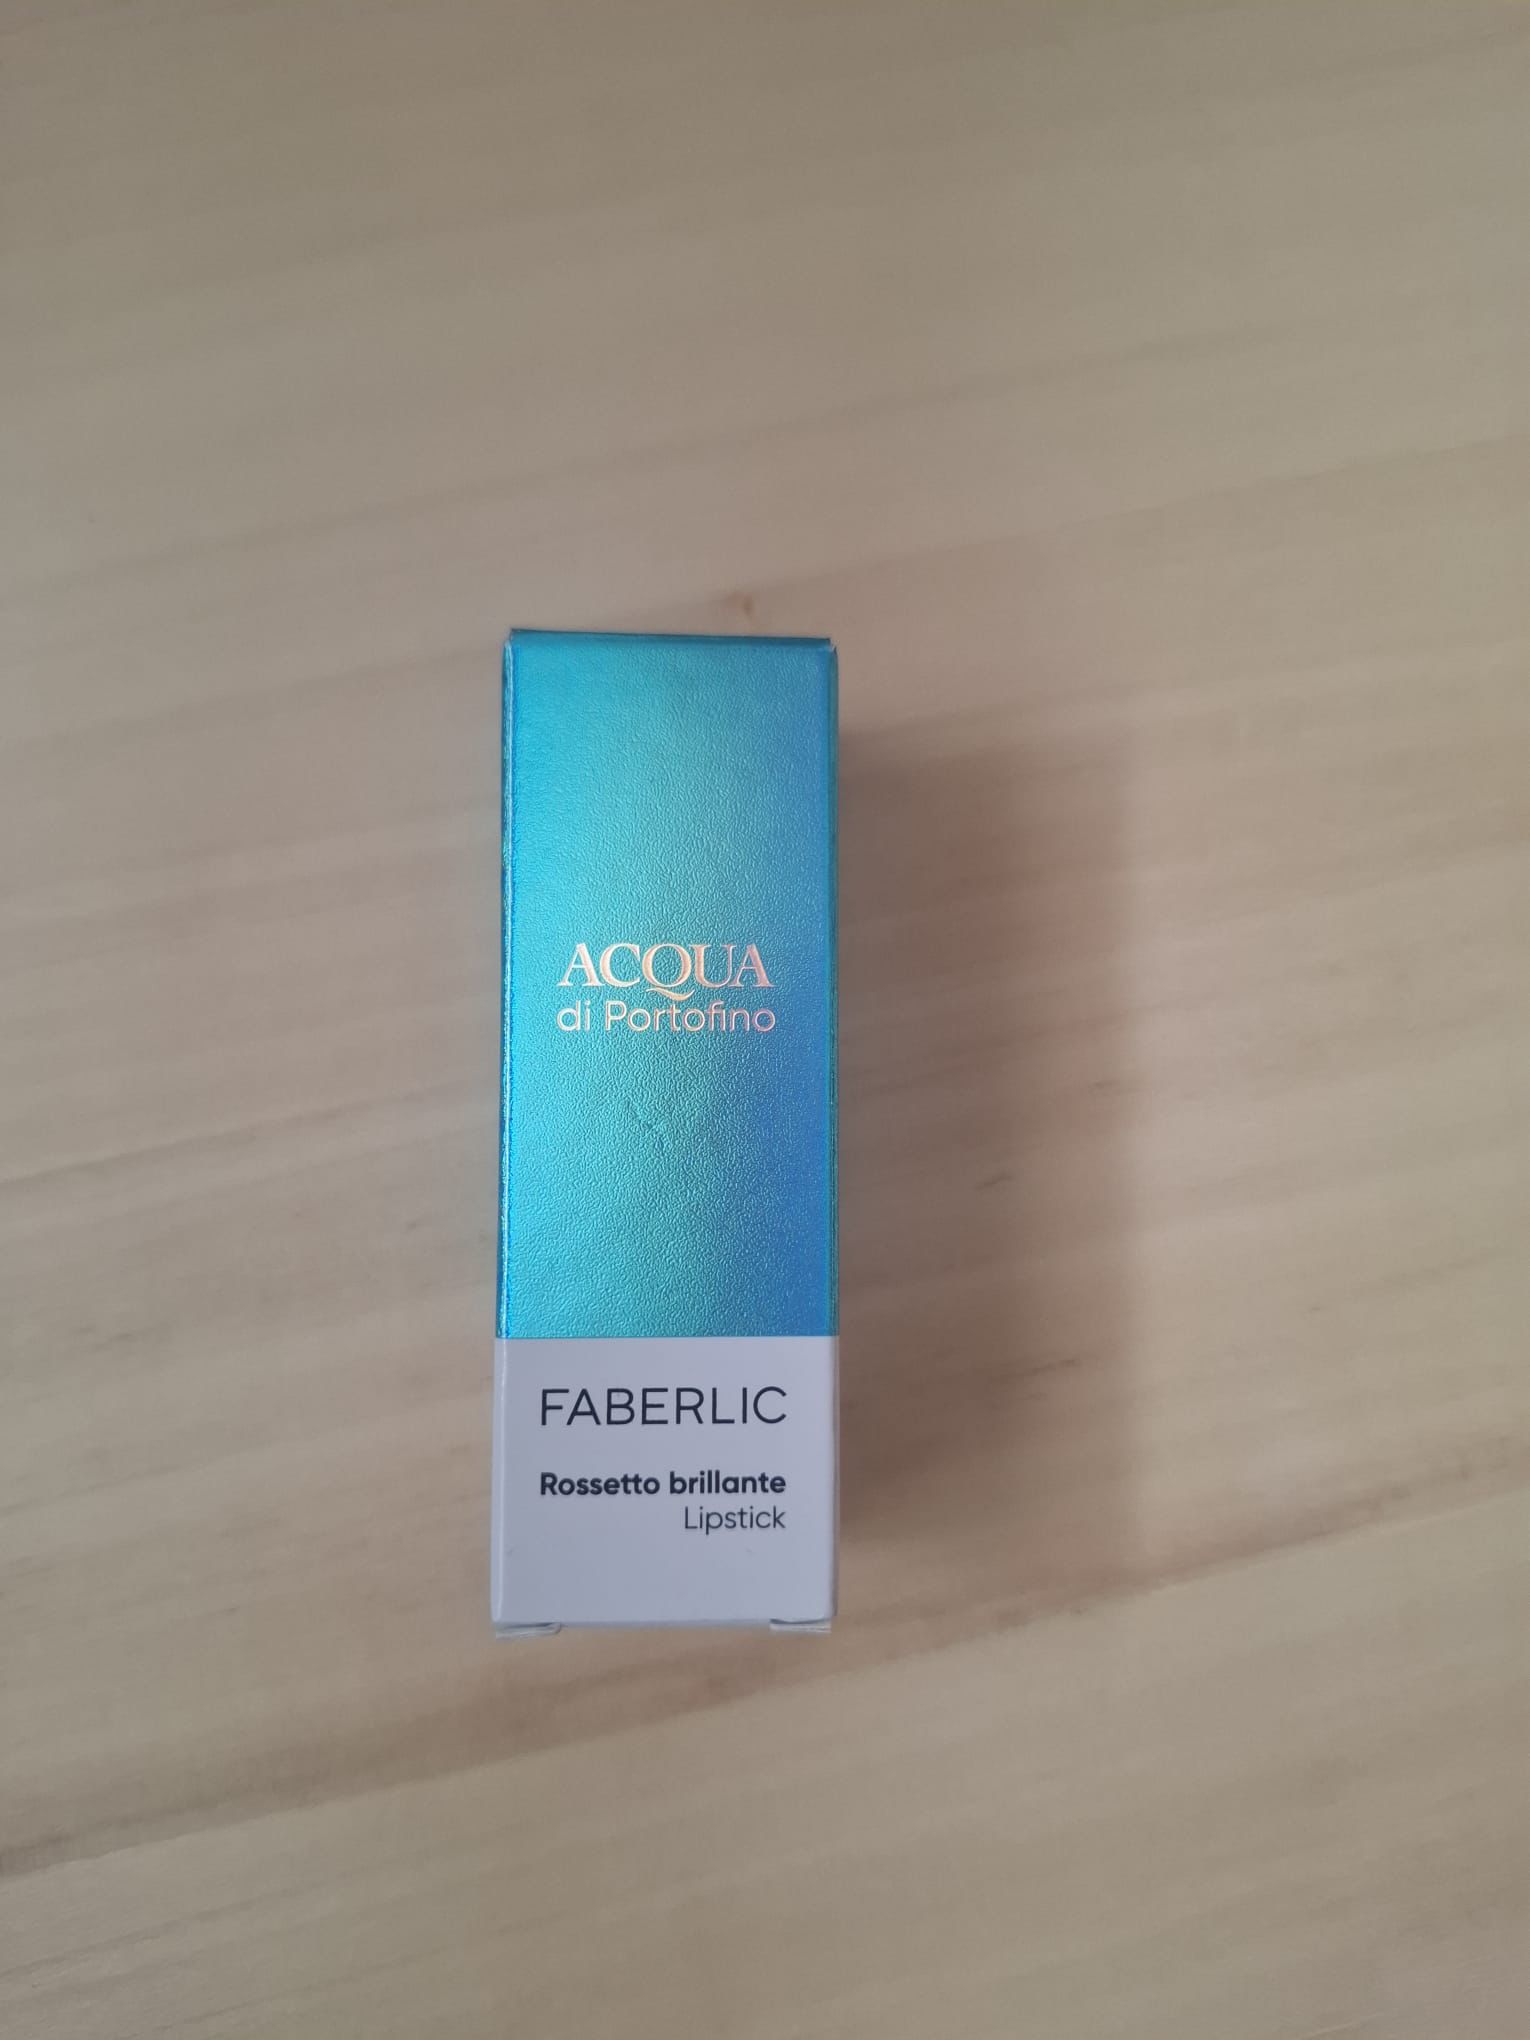 ACQUA
di Portofino
FABERLIC
Rossetto brillante
Lipstick